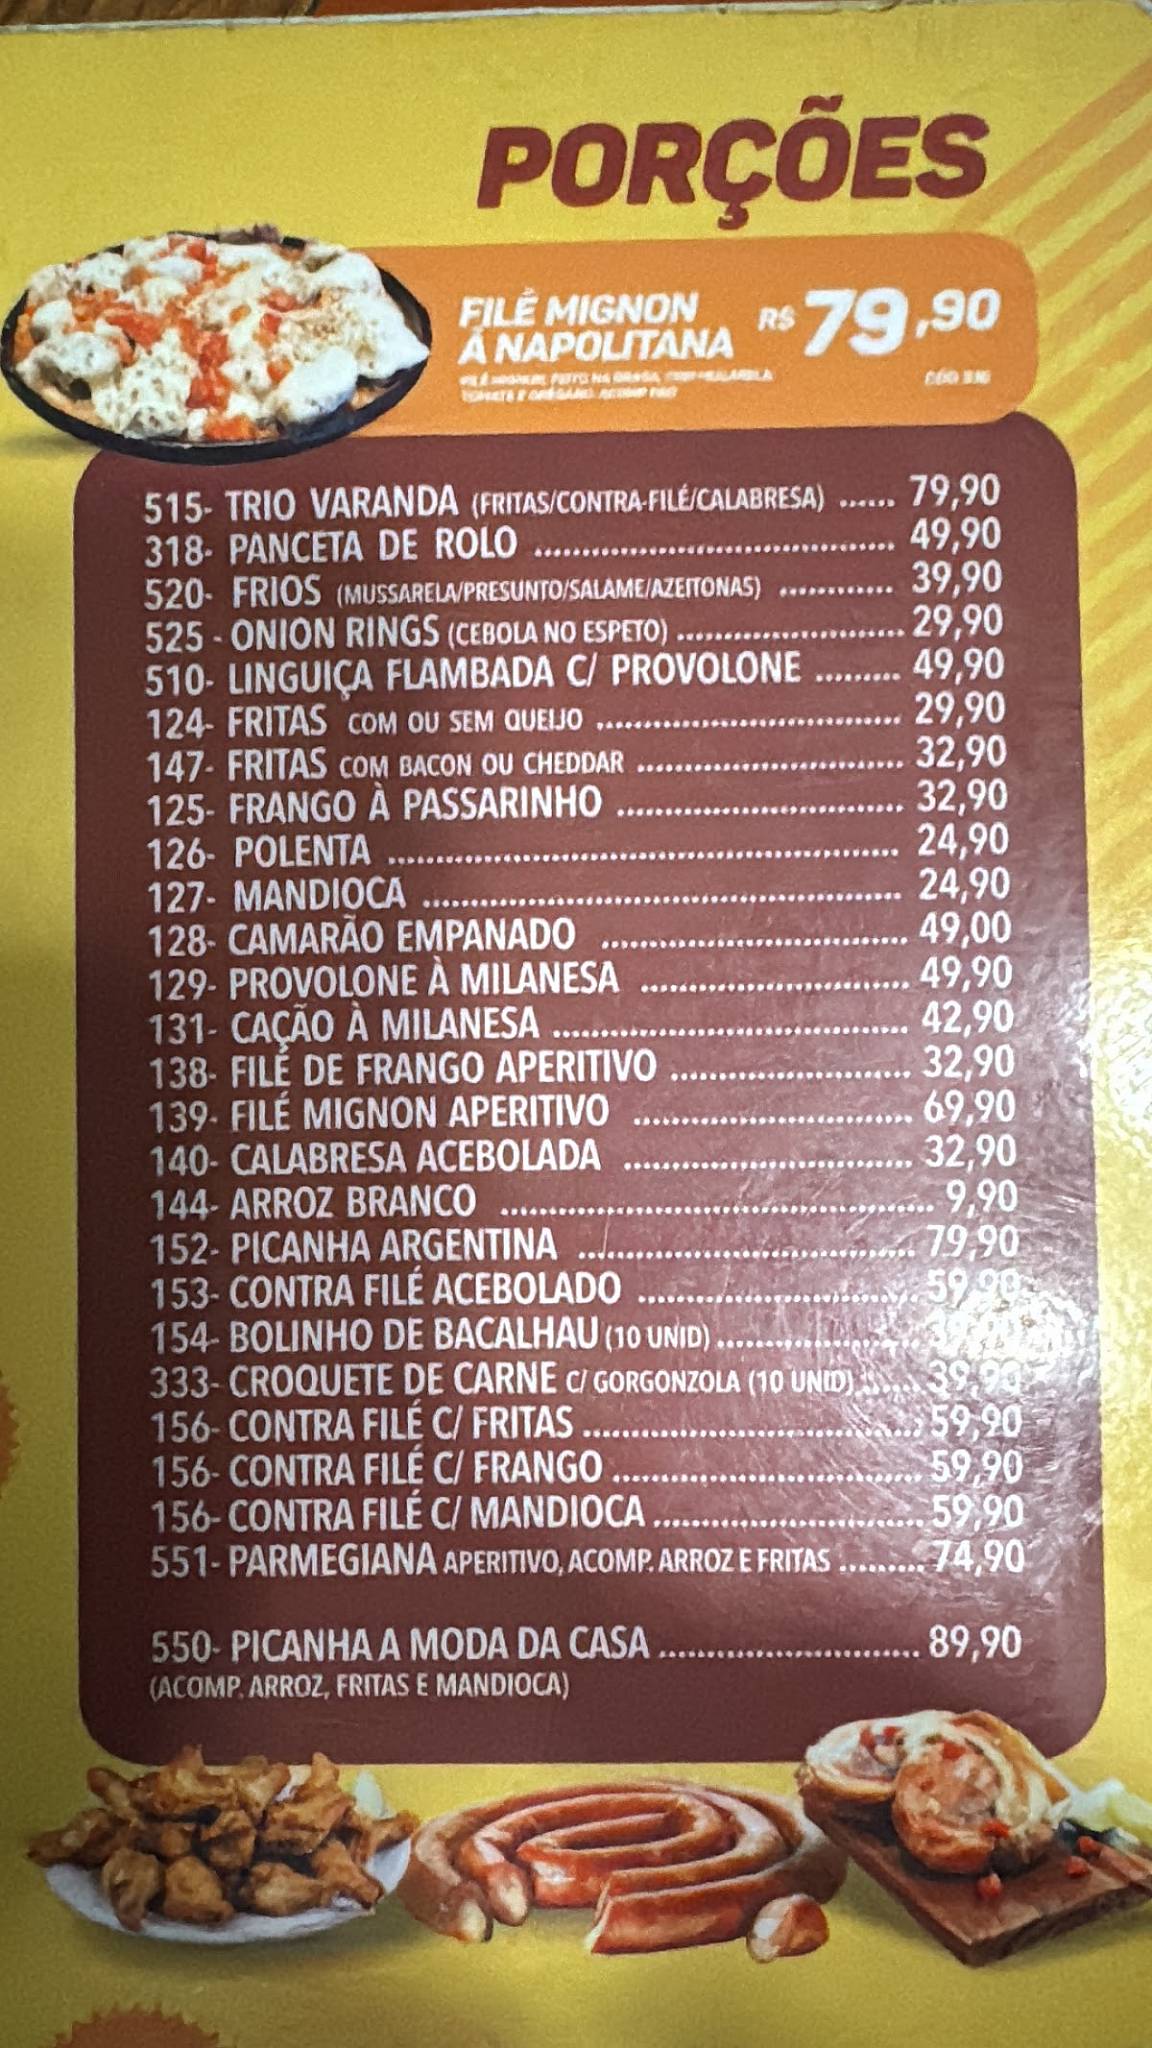 PORÇÕES
FILÉ MIGNON R$ 79,90
À NAPOLITANA
TOMATE E ORÉGANO.
515- TRIO VARANDA (FRITAS/CONTRA-FILÉ/CALABRESA) ...... 79,90
318- PANCETA DE ROLO ...... 49,90
520- FRIOS (MUSSARELA/PRESUNTO/SALAME/AZEITONAS) ...... 39,90
525 - ONION RINGS (CEBOLA NO ESPETO) ...... 29,90
510- LINGUIÇA FLAMBADA C/ PROVOLONE ...... 49,90
124- FRITAS COM OU SEM QUEIJO ...... 29,90
147- FRITAS COM BACON OU CHEDDAR ...... 32,90
125- FRANGO À PASSARINHO ...... 32,90
126- POLENTA ...... 24,90
127- MANDIOCA ...... 24,90
128- CAMARÃO EMPANADO ...... 49,00
129- PROVOLONE À MILANESA ...... 49,90
131- CAÇÃO À MILANESA ...... 42,90
138- FILÉ DE FRANGO APERITIVO ...... 32,90
139- FILÉ MIGNON APERITIVO ...... 69,90
140- CALABRESA ACEBOLADA ...... 32,90
144- ARROZ BRANCO ...... 9,90
152- PICANHA ARGENTINA ...... 79,90
153- CONTRA FILÉ ACEBOLADO ...... 59,90
154- BOLINHO DE BACALHAU (10 UNID) ......
333- CROQUETE DE CARNE C/ GORGONZOLA (10 UNID) ...... 39,90
156- CONTRA FILÉ C/ FRITAS ...... 59,90
156- CONTRA FILÉ C/ FRANGO ...... 59,90
156- CONTRA FILÉ C/ MANDIOCA ...... 59,90
551- PARMEGIANA APERITIVO, ACOMP. ARROZ E FRITAS ...... 74,90
550- PICANHA A MODA DA CASA ...... 89,90
(ACOMP. ARROZ, FRITAS E MANDIOCA)